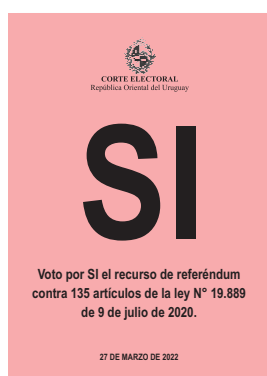 CORTE ELECTORAL
República Oriental del Uruguay
SI
Voto por SI el recurso de referéndum
contra 135 artículos de la ley N° 19.889
de 9 de julio de 2020.
27 DE MARZO DE 2022